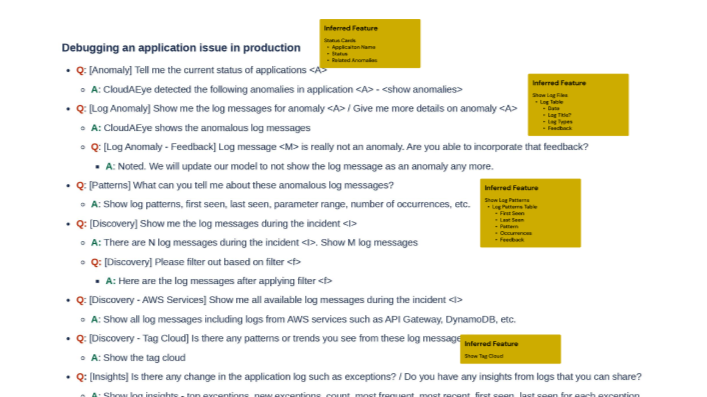 Debugging an application issue in production
• Q: [Anomaly] Tell me the current status of applications <A>
◦ A: CloudAEye detected the following anomalies in application <A> - <show anomalies>
• Q: [Log Anomaly] Show me the log messages for anomaly <A> / Give me more details on anomaly <A>
◦ A: CloudAEye shows the anomalous log messages
◦ Q: [Log Anomaly - Feedback] Log message <M> is really not an anomaly. Are you able to incorporate that feedback?
▪ A: Noted. We will update our model to not show the log message as an anomaly any more.
• Q: [Patterns] What can you tell me about these anomalous log messages?
◦ A: Show log patterns, first seen, last seen, parameter range, number of occurrences, etc.
• Q: [Discovery] Show me the log messages during the incident <I>
◦ A: There are N log messages during the incident <I>. Show M log messages
◦ Q: [Discovery] Please filter out based on filter <f>
▪ A: Here are the log messages after applying filter <f>
• Q: [Discovery - AWS Services] Show me all available log messages during the incident <I>
◦ A: Show all log messages including logs from AWS services such as API Gateway, DynamoDB, etc.
• Q: [Discovery - Tag Cloud] Is there any patterns or trends you see from these log message
◦ A: Show the tag cloud
• Q: [Insights] Is there any change in the application log such as exceptions? / Do you have any insights from logs that you can share?
◦ A: Show log insights - top exceptions, new exceptions, count, most frequent, most recent, first seen, last seen for each exception
Inferred Feature
Status Cards
• Applicaiton Name
• Status
• Related Anomalies
Inferred Feature
Show Log Files
• Log Table
• Date
• Log Title?
• Log Types
• Feedback
Inferred Feature
Show Log Patterns
• Log Patterns Table
• First Seen
• Last Seen
• Pattern
• Occurrences
• Feedback
Inferred Feature
Show Tag Cloud